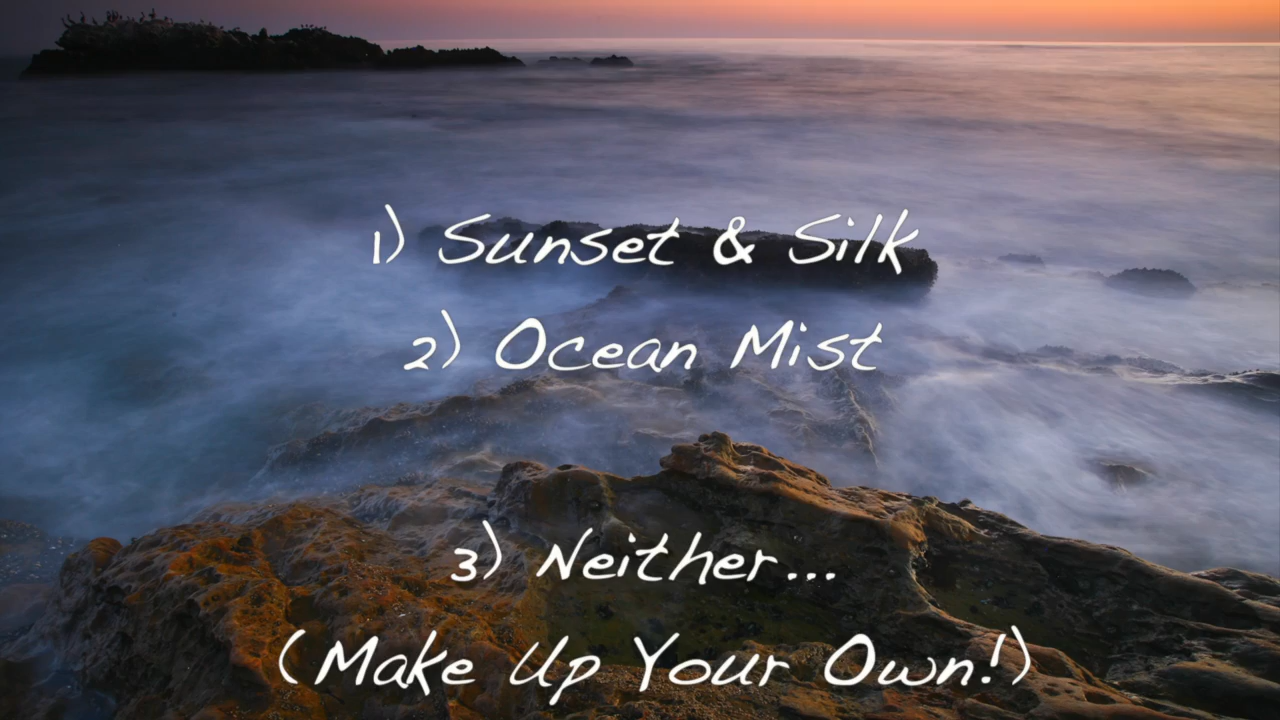 1) Sunset & Silk
2) Ocean Mist
3) Neither...
(Make Up Your Own!)